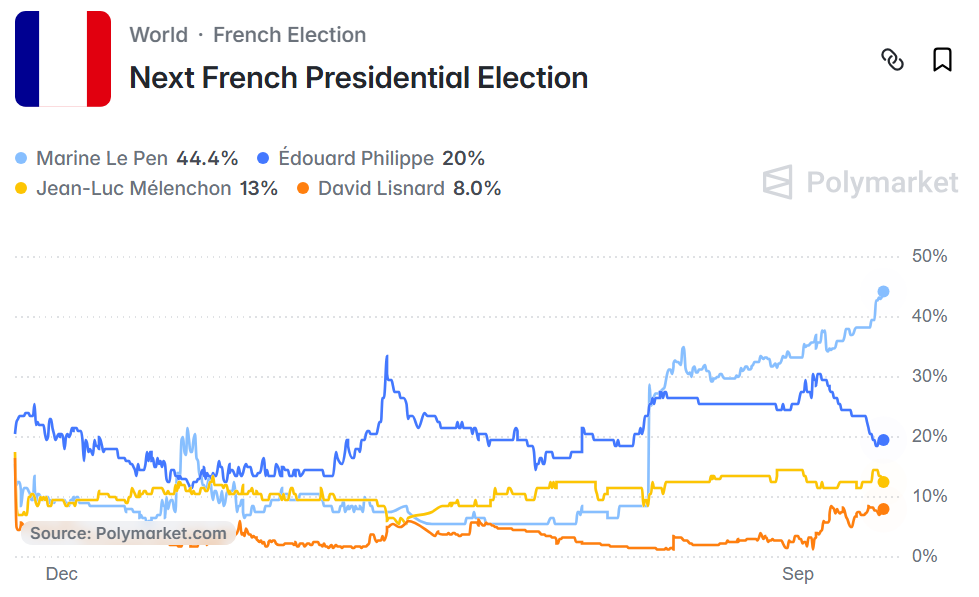 World · French Election
Next French Presidential Election
Marine Le Pen 44.4% Édouard Philippe 20%
Jean-Luc Mélenchon 13% David Lisnard 8.0%
Polymarket
50%
40%
30%
20%
10%
0%
Source: Polymarket.com
Dec Sep